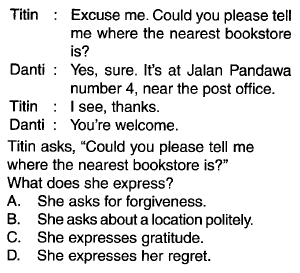 Titin : Excuse me. Could you please tell
me where the nearest bookstore
is?
Danti : Yes, sure. It's at Jalan Pandawa
number 4, near the post office.
Titin : I see, thanks.
Danti : You're welcome.
Titin asks, “Could you please tell me
where the nearest bookstore is?”
What does she express?
A. She asks for forgiveness.
B. She asks about a location politely.
C. She expresses gratitude.
D. She expresses her regret.